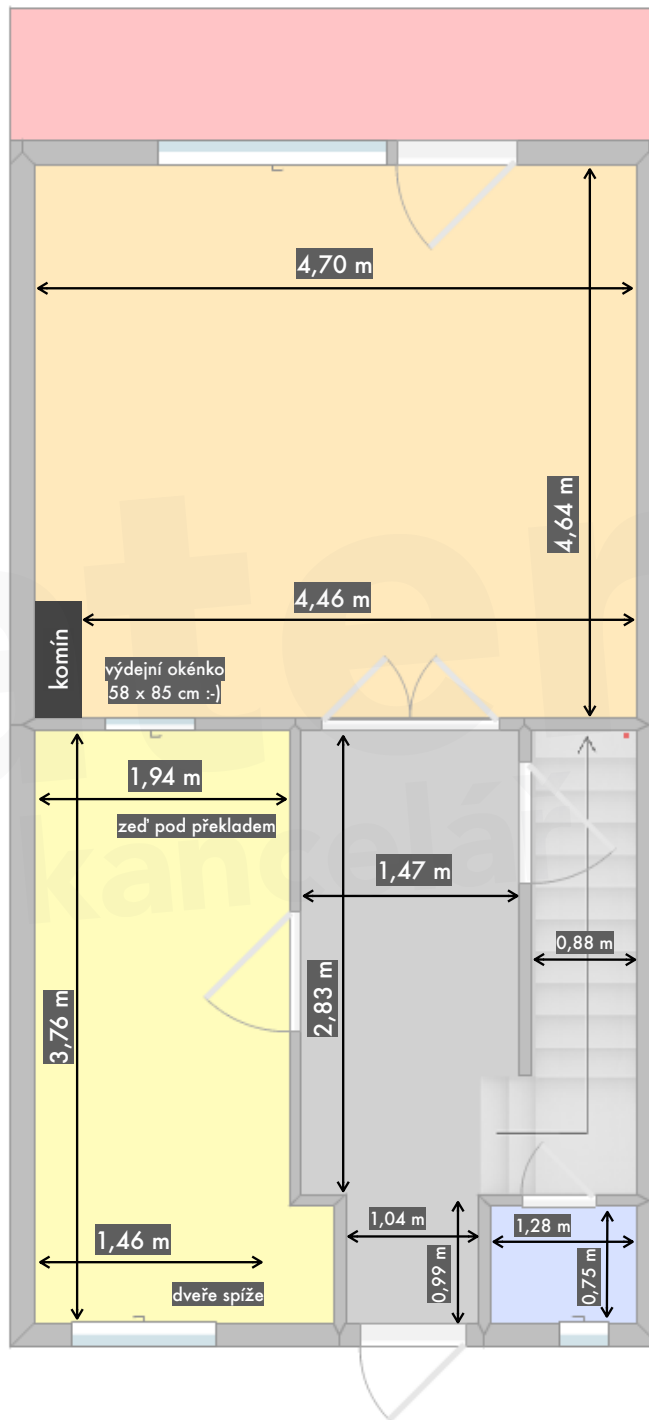 4,70 m
4,64 m
4,46 m
komín
výdejní okénko
58 x 85 cm :-)
1,94 m
zeď pod překladem
1,47 m
0,88 m
3,76 m
2,83 m
1,04 m
1,28 m
1,46 m
0,99 m
0,75 m
dveře spíže
kancelář